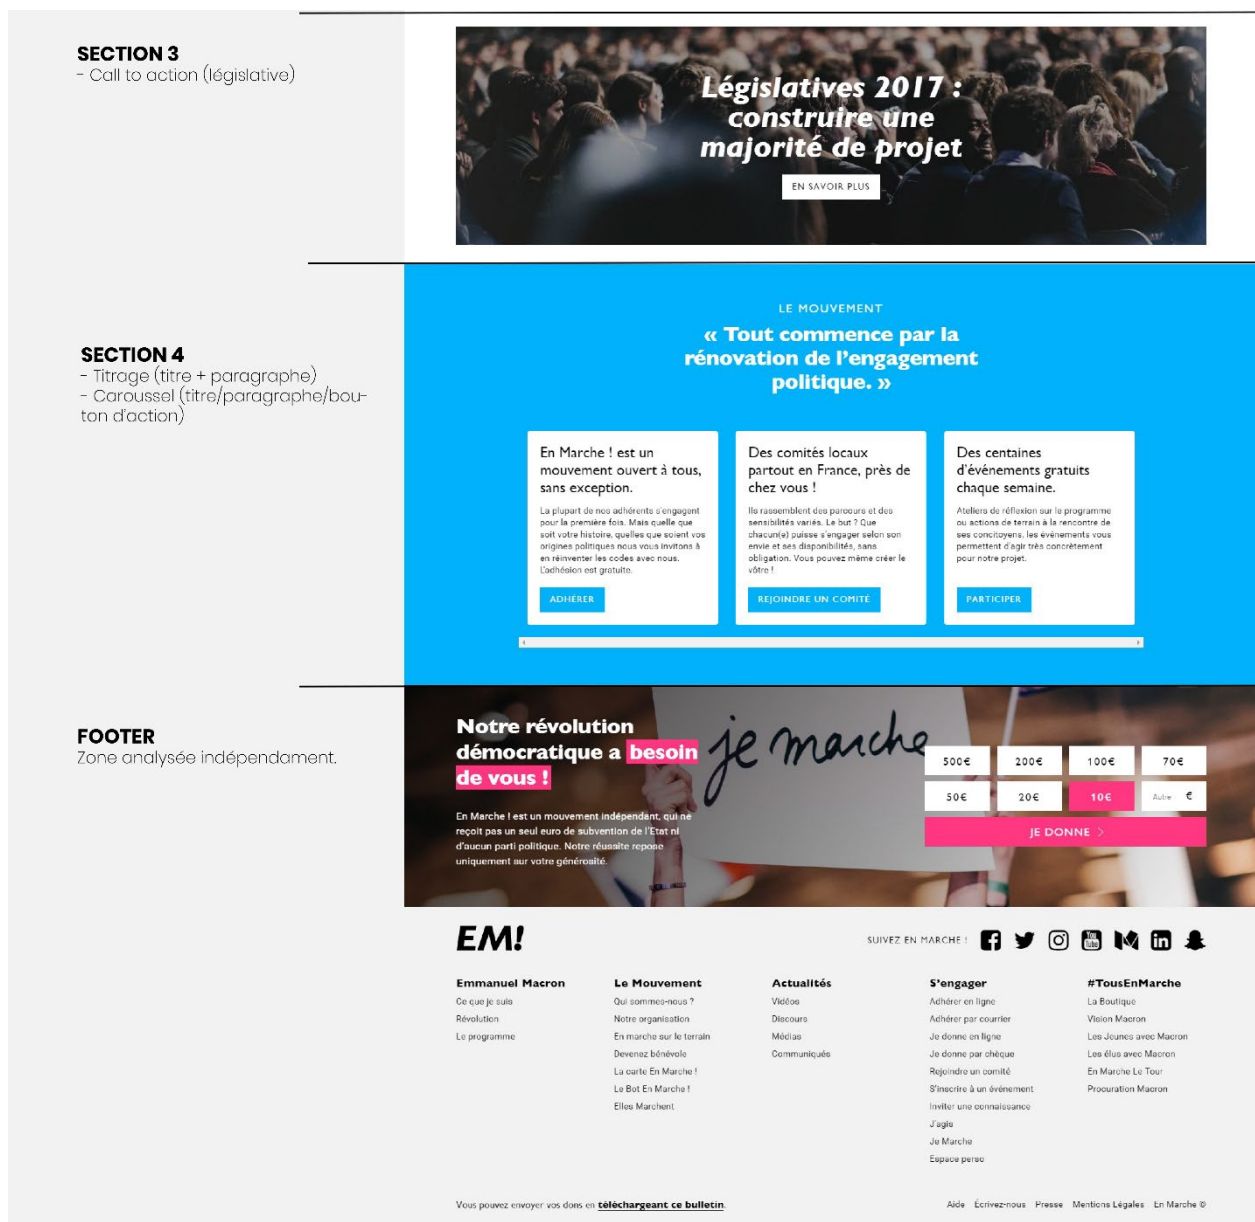 SECTION 3
- Call to action (législative)
Législatives 2017 :
construire une
majorité de projet
EN SAVOIR PLUS
SECTION 4
- Titrage (titre + paragraphe)
- Caroussel (titre/paragraphe/bou-
ton d'action)
LE MOUVEMENT
« Tout commence par la
rénovation de l'engagement
politique. »
En Marche ! est un
mouvement ouvert à tous,
sans exception.
La plupart de nos adhérents s'engagent
pour la première fois. Mais quelle que
soit votre histoire, quelles que soient vos
origines politiques nous vous invitons à
en réinventer les codes avec nous.
L'adhésion est gratuite.
ADHÉRER
Des comités locaux
partout en France, près de
chez vous !
Ils rassemblent des parcours et des
sensibilités variés. Le but ? Que
chacun(e) puisse s'engager selon son
envie et ses disponibilités, sans
obligation. Vous pouvez même créer le
vôtre !
REJOINDRE UN COMITÉ
Des centaines
d'événements gratuits
chaque semaine.
Ateliers de réflexion sur le programme
ou actions de terrain à la rencontre de
ses concitoyens, les événements vous
permettent d'agir très concrètement
pour notre projet.
PARTICIPER
FOOTER
Zone analysée indépendament.
Notre révolution
démocratique a besoin
de vous !
En Marche ! est un mouvement indépendant, qui ne
reçoit pas un seul euro de subvention de l'Etat ni
d'aucun parti politique. Notre réussite repose
uniquement sur votre générosité.
je marche
500€ 200€ 100€ 70€
50€ 20€ 10€ Autre €
JE DONNE >
EM!
SUIVEZ EN MARCHE !
You Tube
Emmanuel Macron
Ce que je suis
Révolution
Le programme
Le Mouvement
Qui sommes-nous ?
Notre organisation
En marche sur le terrain
Devenez bénévole
La carte En Marche !
Le Bot En Marche !
Elles Marchent
Actualités
Vidéos
Discours
Médias
Communiqués
S'engager
Adhérer en ligne
Adhérer par courrier
Je donne en ligne
Je donne par chèque
Rejoindre un comité
S'inscrire à un événement
Inviter une connaissance
J'agis
Je Marche
Espace perso
#TousEnMarche
La Boutique
Vision Macron
Les Jeunes avec Macron
Les élus avec Macron
En Marche Le Tour
Procuration Macron
Vous pouvez envoyer vos dons en téléchargeant ce bulletin.
Aide Écrivez-nous Presse Mentions Légales En Marche ©